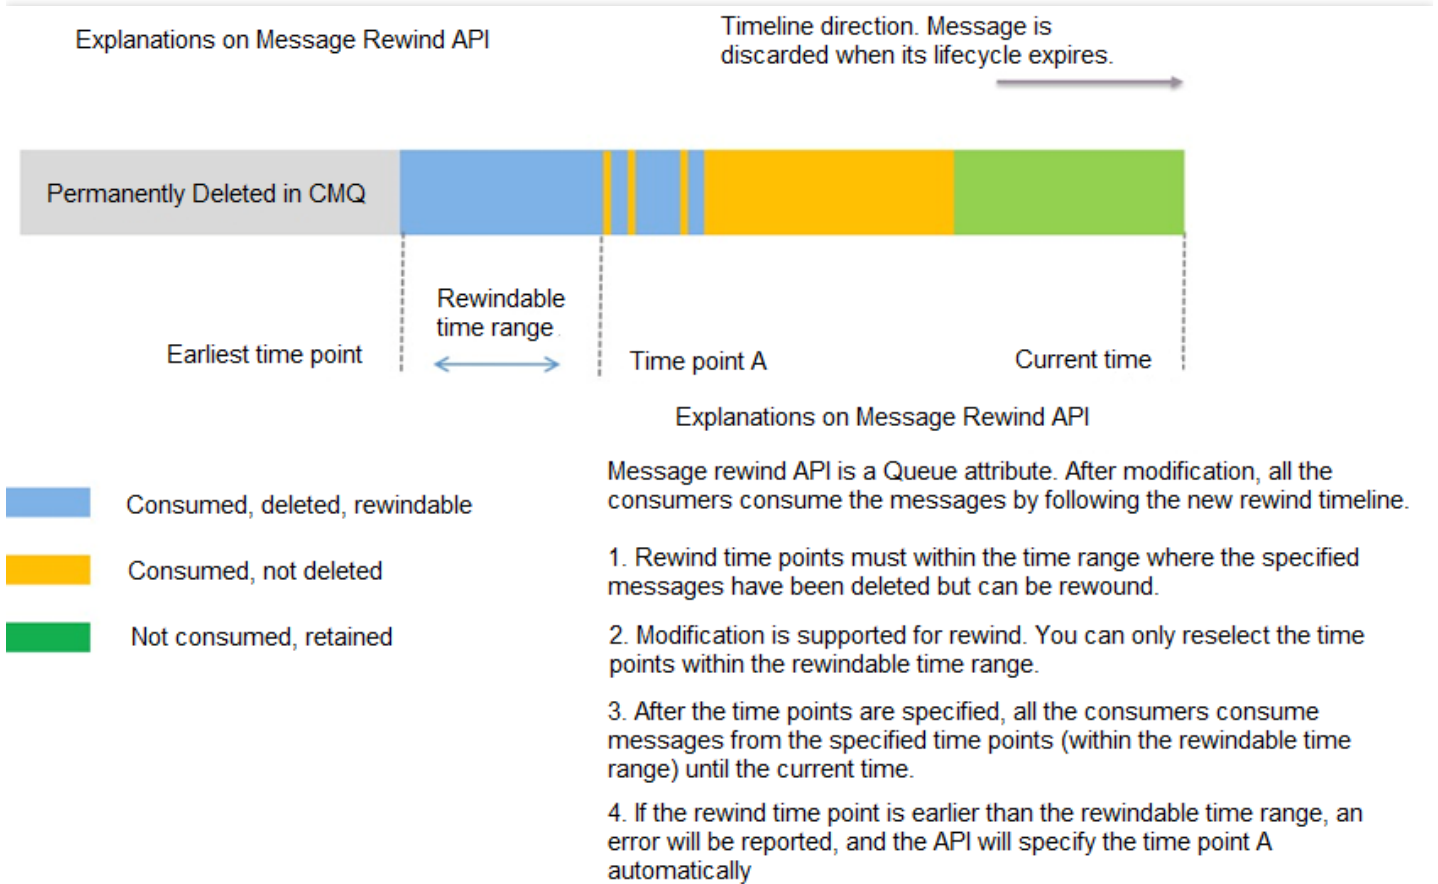 Explanations on Message Rewind API
Timeline direction. Message is
discarded when its lifecycle expires.
Permanently Deleted in CMQ
Rewindable
time range
Earliest time point
Time point A
Current time
Explanations on Message Rewind API
Consumed, deleted, rewindable
Consumed, not deleted
Not consumed, retained
Message rewind API is a Queue attribute. After modification, all the
consumers consume the messages by following the new rewind timeline.
1. Rewind time points must within the time range where the specified
messages have been deleted but can be rewound.
2. Modification is supported for rewind. You can only reselect the time
points within the rewindable time range.
3. After the time points are specified, all the consumers consume
messages from the specified time points (within the rewindable time
range) until the current time.
4. If the rewind time point is earlier than the rewindable time range, an
error will be reported, and the API will specify the time point A
automatically